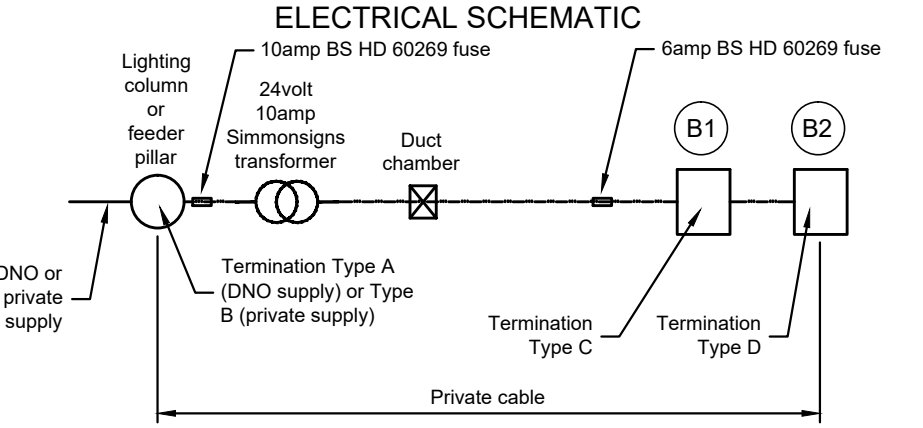 ELECTRICAL SCHEMATIC
10amp BS HD 60269 fuse
6amp BS HD 60269 fuse
Lighting
column
or
feeder
pillar
24volt
10amp
Simmonsigns
transformer
Duct
chamber
B1
B2
DNO or
private
supply
Termination Type A
(DNO supply) or Type
B (private supply)
Termination
Type C
Termination
Type D
Private cable